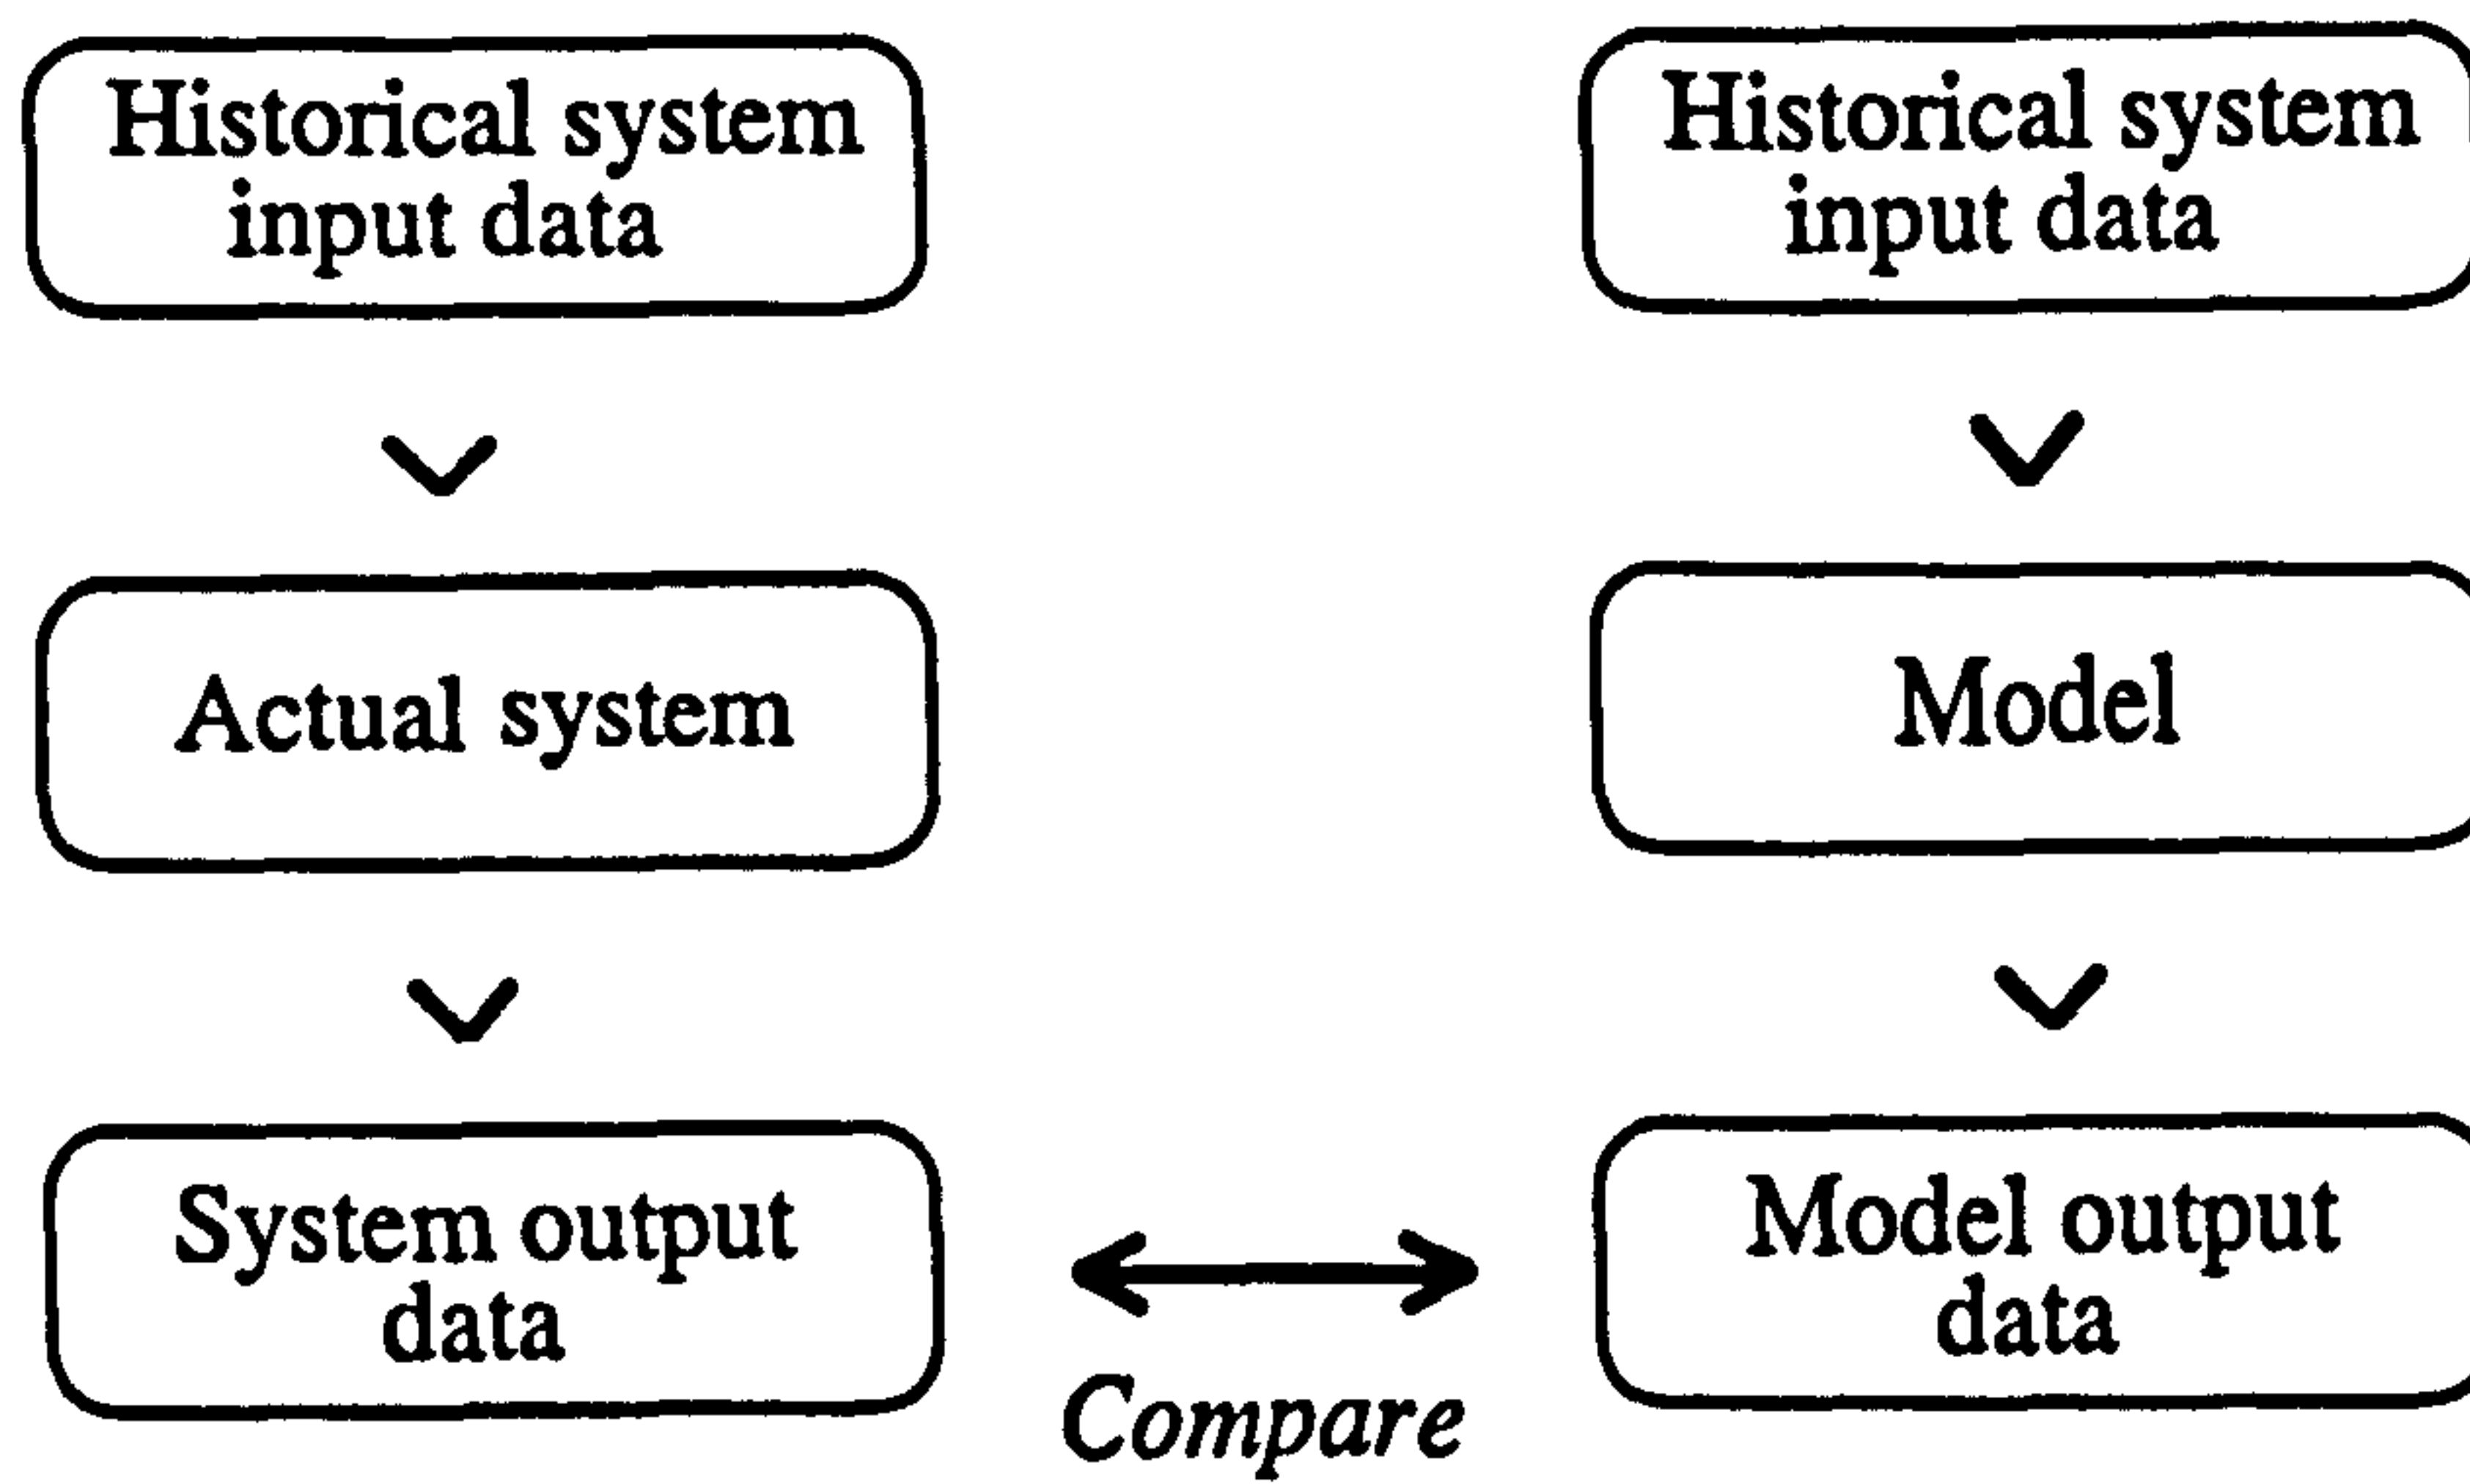 Historical system
input data
Historical system
input data
Actual system
Model
System output
data
Model output
data
Compare